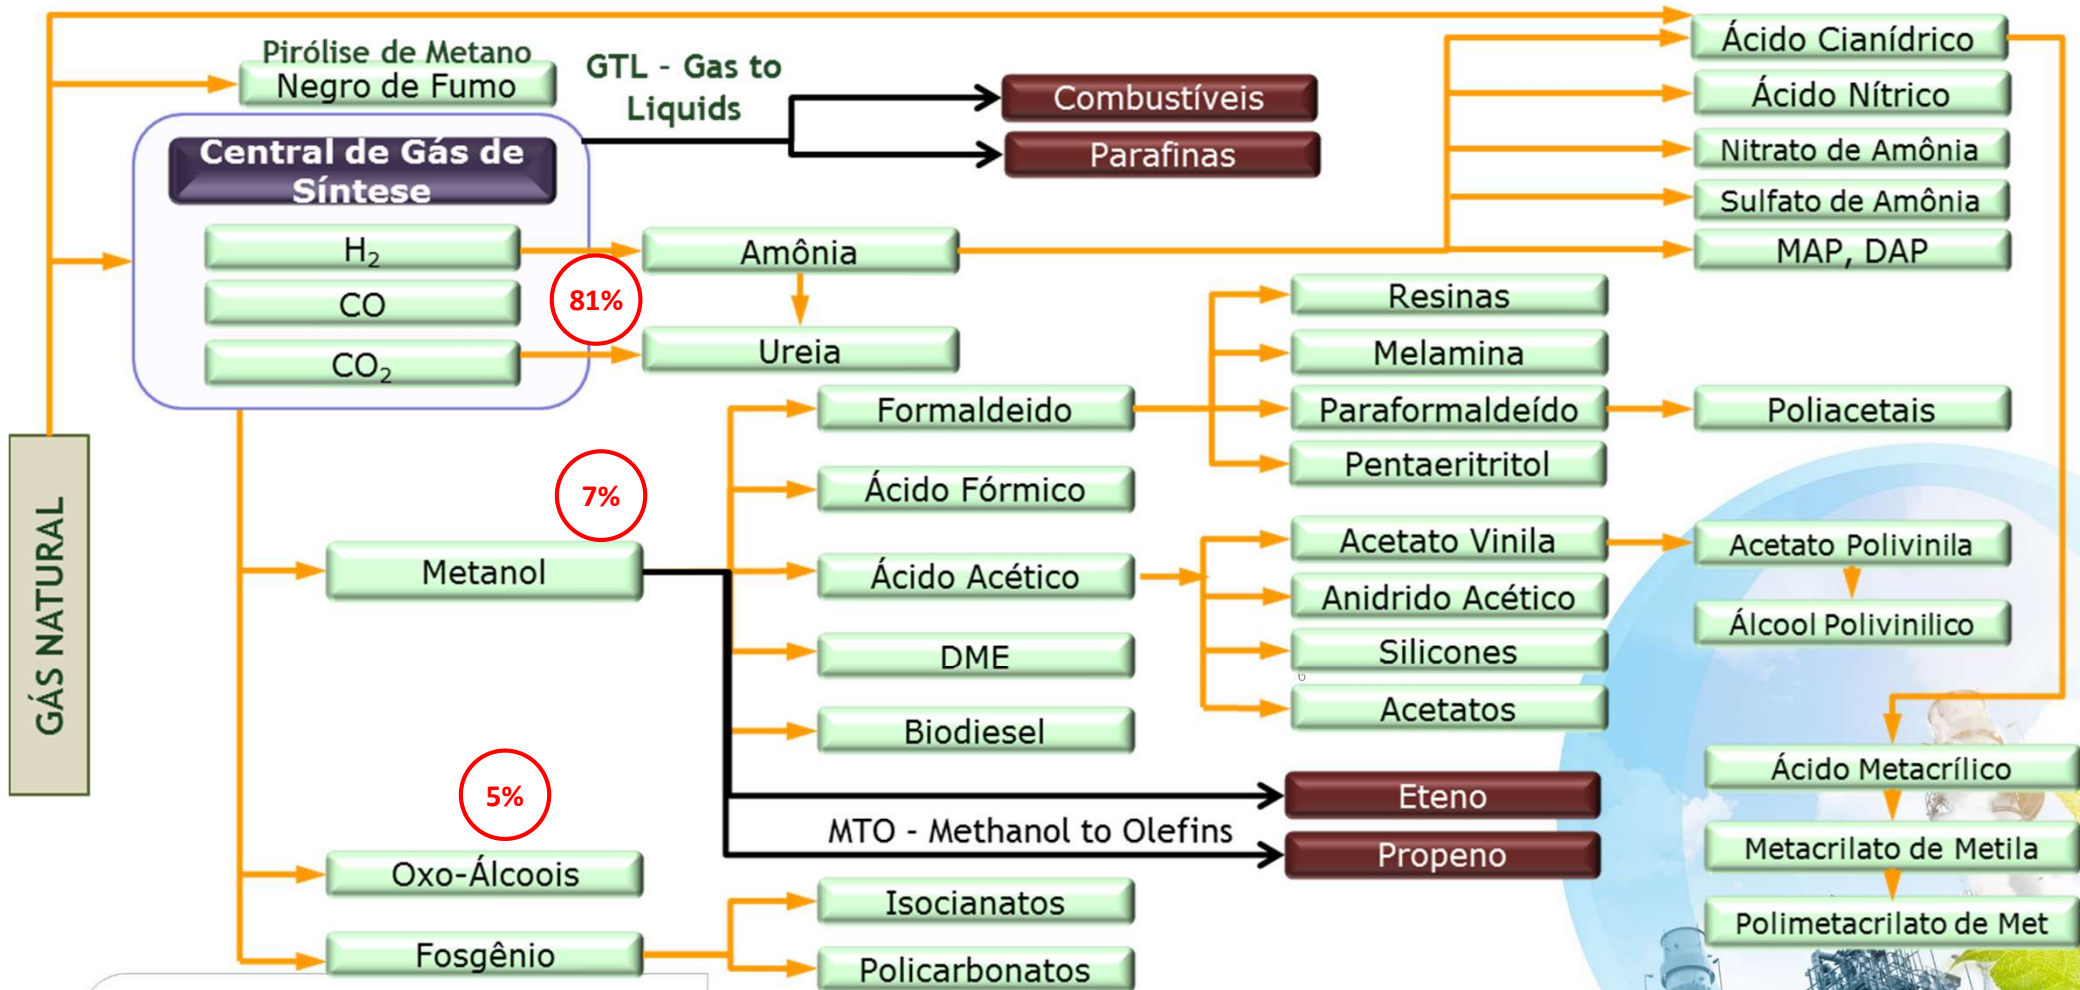 Pirólise de Metano
Negro de Fumo
GTL - Gas to
Liquids
Combustíveis
Parafinas
Ácido Cianídrico
Ácido Nítrico
Nitrato de Amônia
Sulfato de Amônia
MAP, DAP
Central de Gás de
Síntese
H₂
CO
CO₂
81%
Amônia
Ureia
Resinas
Melamina
Formaldeido
Paraformaldeído
Poliacetais
Pentaeritritol
Ácido Fórmico
7%
GÁS NATURAL
Metanol
Ácido Acético
Acetato Vinila
Acetato Polivinila
Anidrido Acético
Álcool Polivinilico
DME
Silicones
Acetatos
Biodiesel
Ácido Metacrílico
5%
Eteno
MTO - Methanol to Olefins
Propeno
Metacrilato de Metila
Oxo-Álcoois
Isocianatos
Polimetacrilato de Met
Fosgênio
Policarbonatos